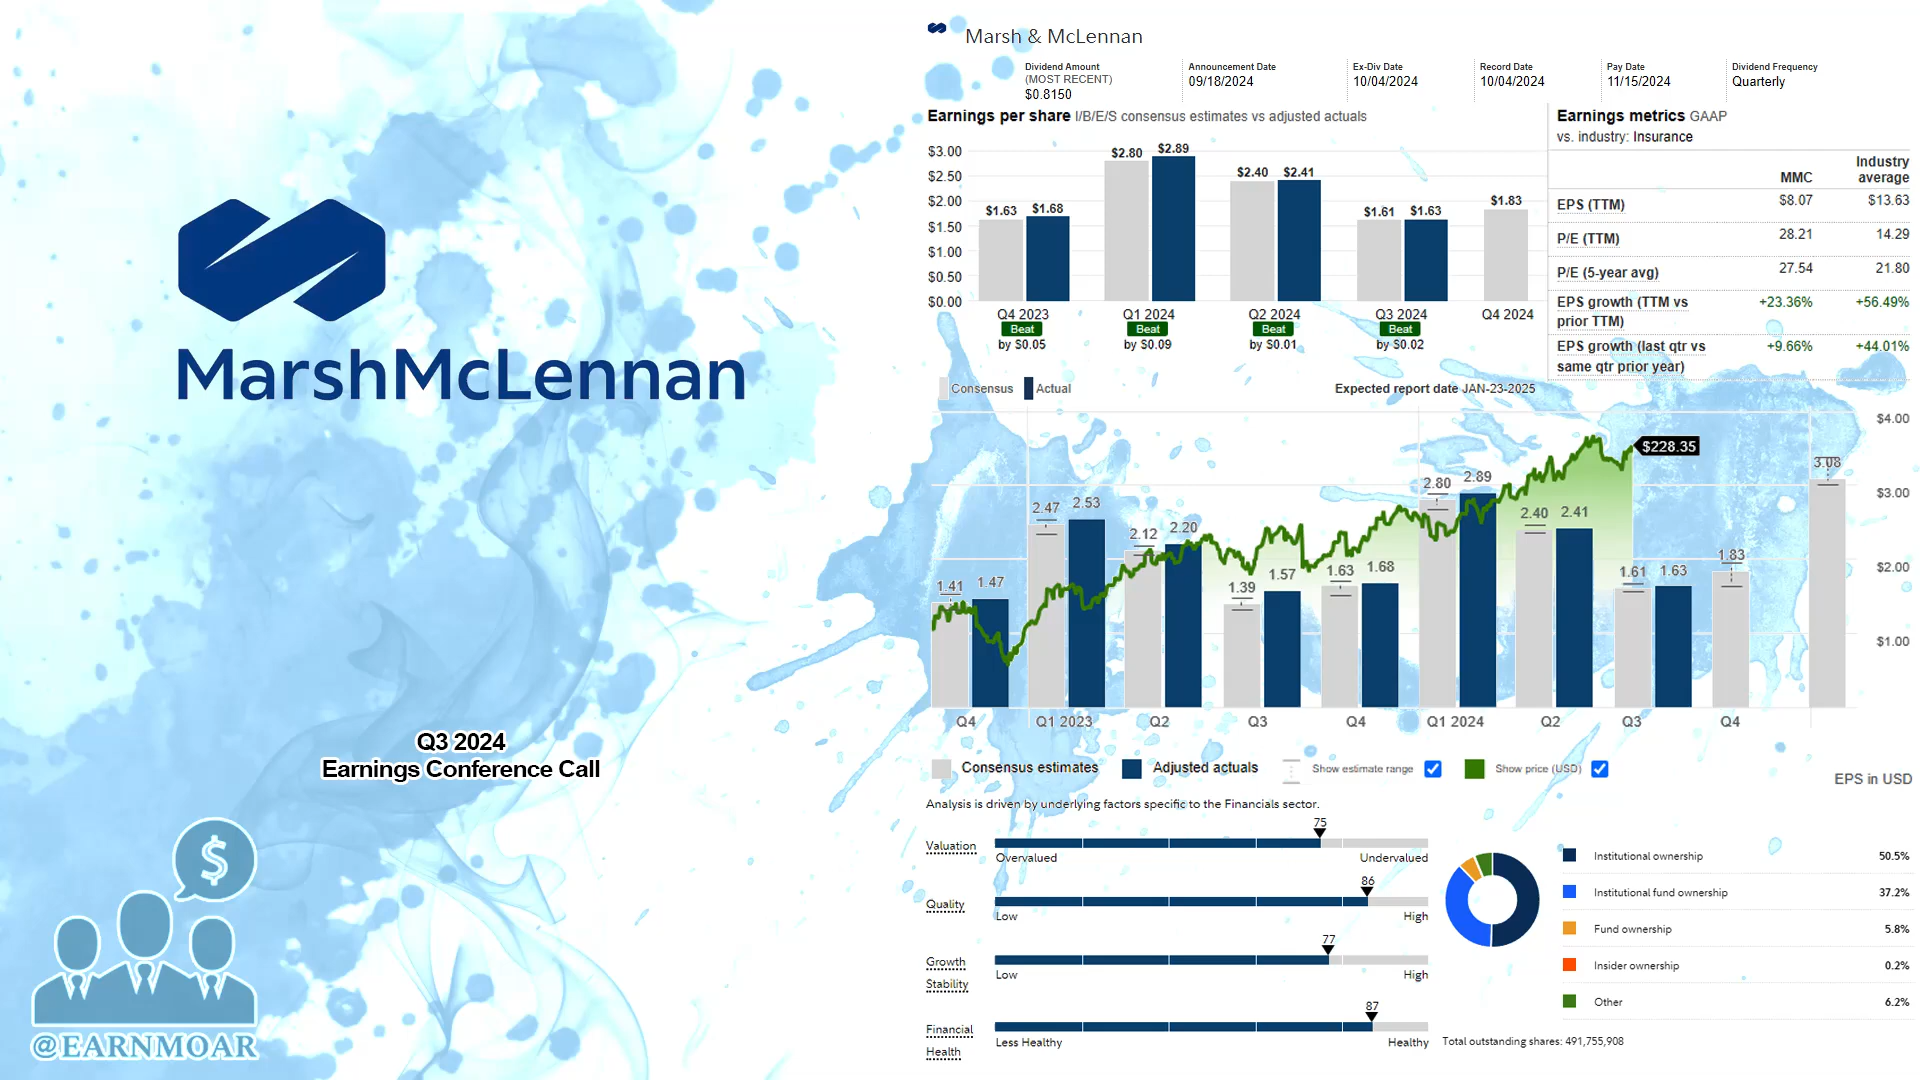 MarshMcLennan
Q3 2024
Earnings Conference Call
$
@EARNMOAR
Marsh & McLennan
Dividend Amount
(MOST RECENT)
$0.8150
Announcement Date
09/18/2024
Ex-Div Date
10/04/2024
Record Date
10/04/2024
Pay Date
11/15/2024
Dividend Frequency
Quarterly
Earnings per share I/B/E/S consensus estimates vs adjusted actuals
$3.00
$2.50
$2.00
$1.50
$1.00
$0.50
$0.00
$1.63 $1.68
$2.80 $2.89
$2.40 $2.41
$1.61 $1.63
$1.83
Q4 2023
Beat
by $0.05
Q1 2024
Beat
by $0.09
Q2 2024
Beat
by $0.01
Q3 2024
Beat
by $0.02
Q4 2024
Consensus Actual
Expected report date JAN-23-2025
Earnings metrics GAAP
vs. industry: Insurance
MMC Industry average
EPS (TTM) $8.07 $13.63
P/E (TTM) 28.21 14.29
P/E (5-year avg) 27.54 21.80
EPS growth (TTM vs prior TTM) +23.36% +56.49%
EPS growth (last qtr vs same qtr prior year) +9.66% +44.01%
$4.00
$3.00
$2.00
$1.00
$228.35
1.41 1.47
2.47 2.53
2.12 2.20
1.39 1.57
1.63 1.68
2.80 2.89
2.40 2.41
1.61 1.63
1.83
3.08
Q4 Q1 2023 Q2 Q3 Q4 Q1 2024 Q2 Q3 Q4
Consensus estimates Adjusted actuals Show estimate range Show price (USD)
EPS in USD
Analysis is driven by underlying factors specific to the Financials sector.
Valuation
75
Overvalued Undervalued
Quality
86
Low High
Growth Stability
77
Low High
Financial Health
87
Less Healthy Healthy
Institutional ownership 50.5%
Institutional fund ownership 37.2%
Fund ownership 5.8%
Insider ownership 0.2%
Other 6.2%
Total outstanding shares: 491,755,908